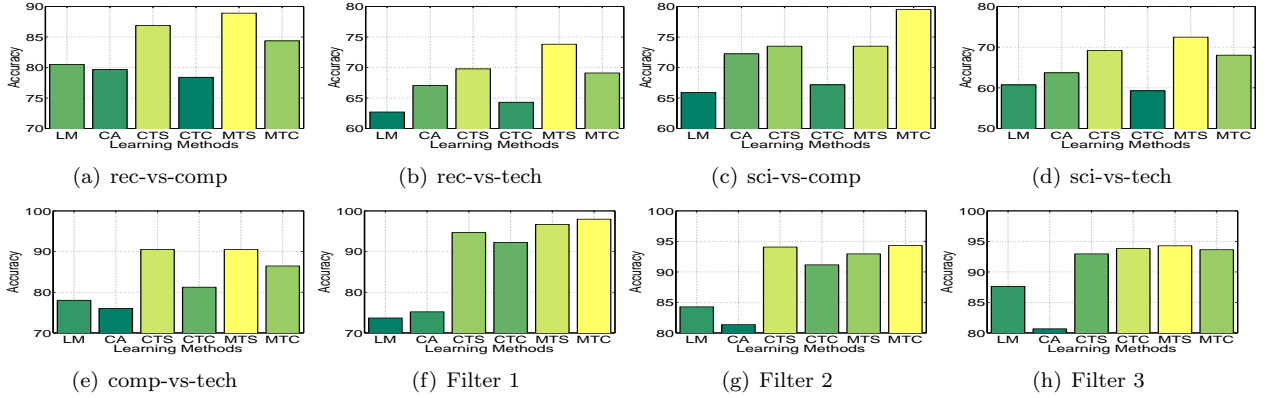 Accuracy
90
85
80
75
70
LM CA CTS CTC MTS MTC
Learning Methods
(a) rec-vs-comp
Accuracy
80
75
70
65
60
LM CA CTS CTC MTS MTC
Learning Methods
(b) rec-vs-tech
Accuracy
80
75
70
65
60
LM CA CTS CTC MTS MTC
Learning Methods
(c) sci-vs-comp
Accuracy
80
70
60
50
LM CA CTS CTC MTS MTC
Learning Methods
(d) sci-vs-tech
Accuracy
100
90
80
70
LM CA CTS CTC MTS MTC
Learning Methods
(e) comp-vs-tech
Accuracy
100
90
80
70
LM CA CTS CTC MTS MTC
Learning Methods
(f) Filter 1
Accuracy
100
95
90
85
80
LM CA CTS CTC MTS MTC
Learning Methods
(g) Filter 2
Accuracy
100
95
90
85
80
LM CA CTS CTC MTS MTC
Learning Methods
(h) Filter 3